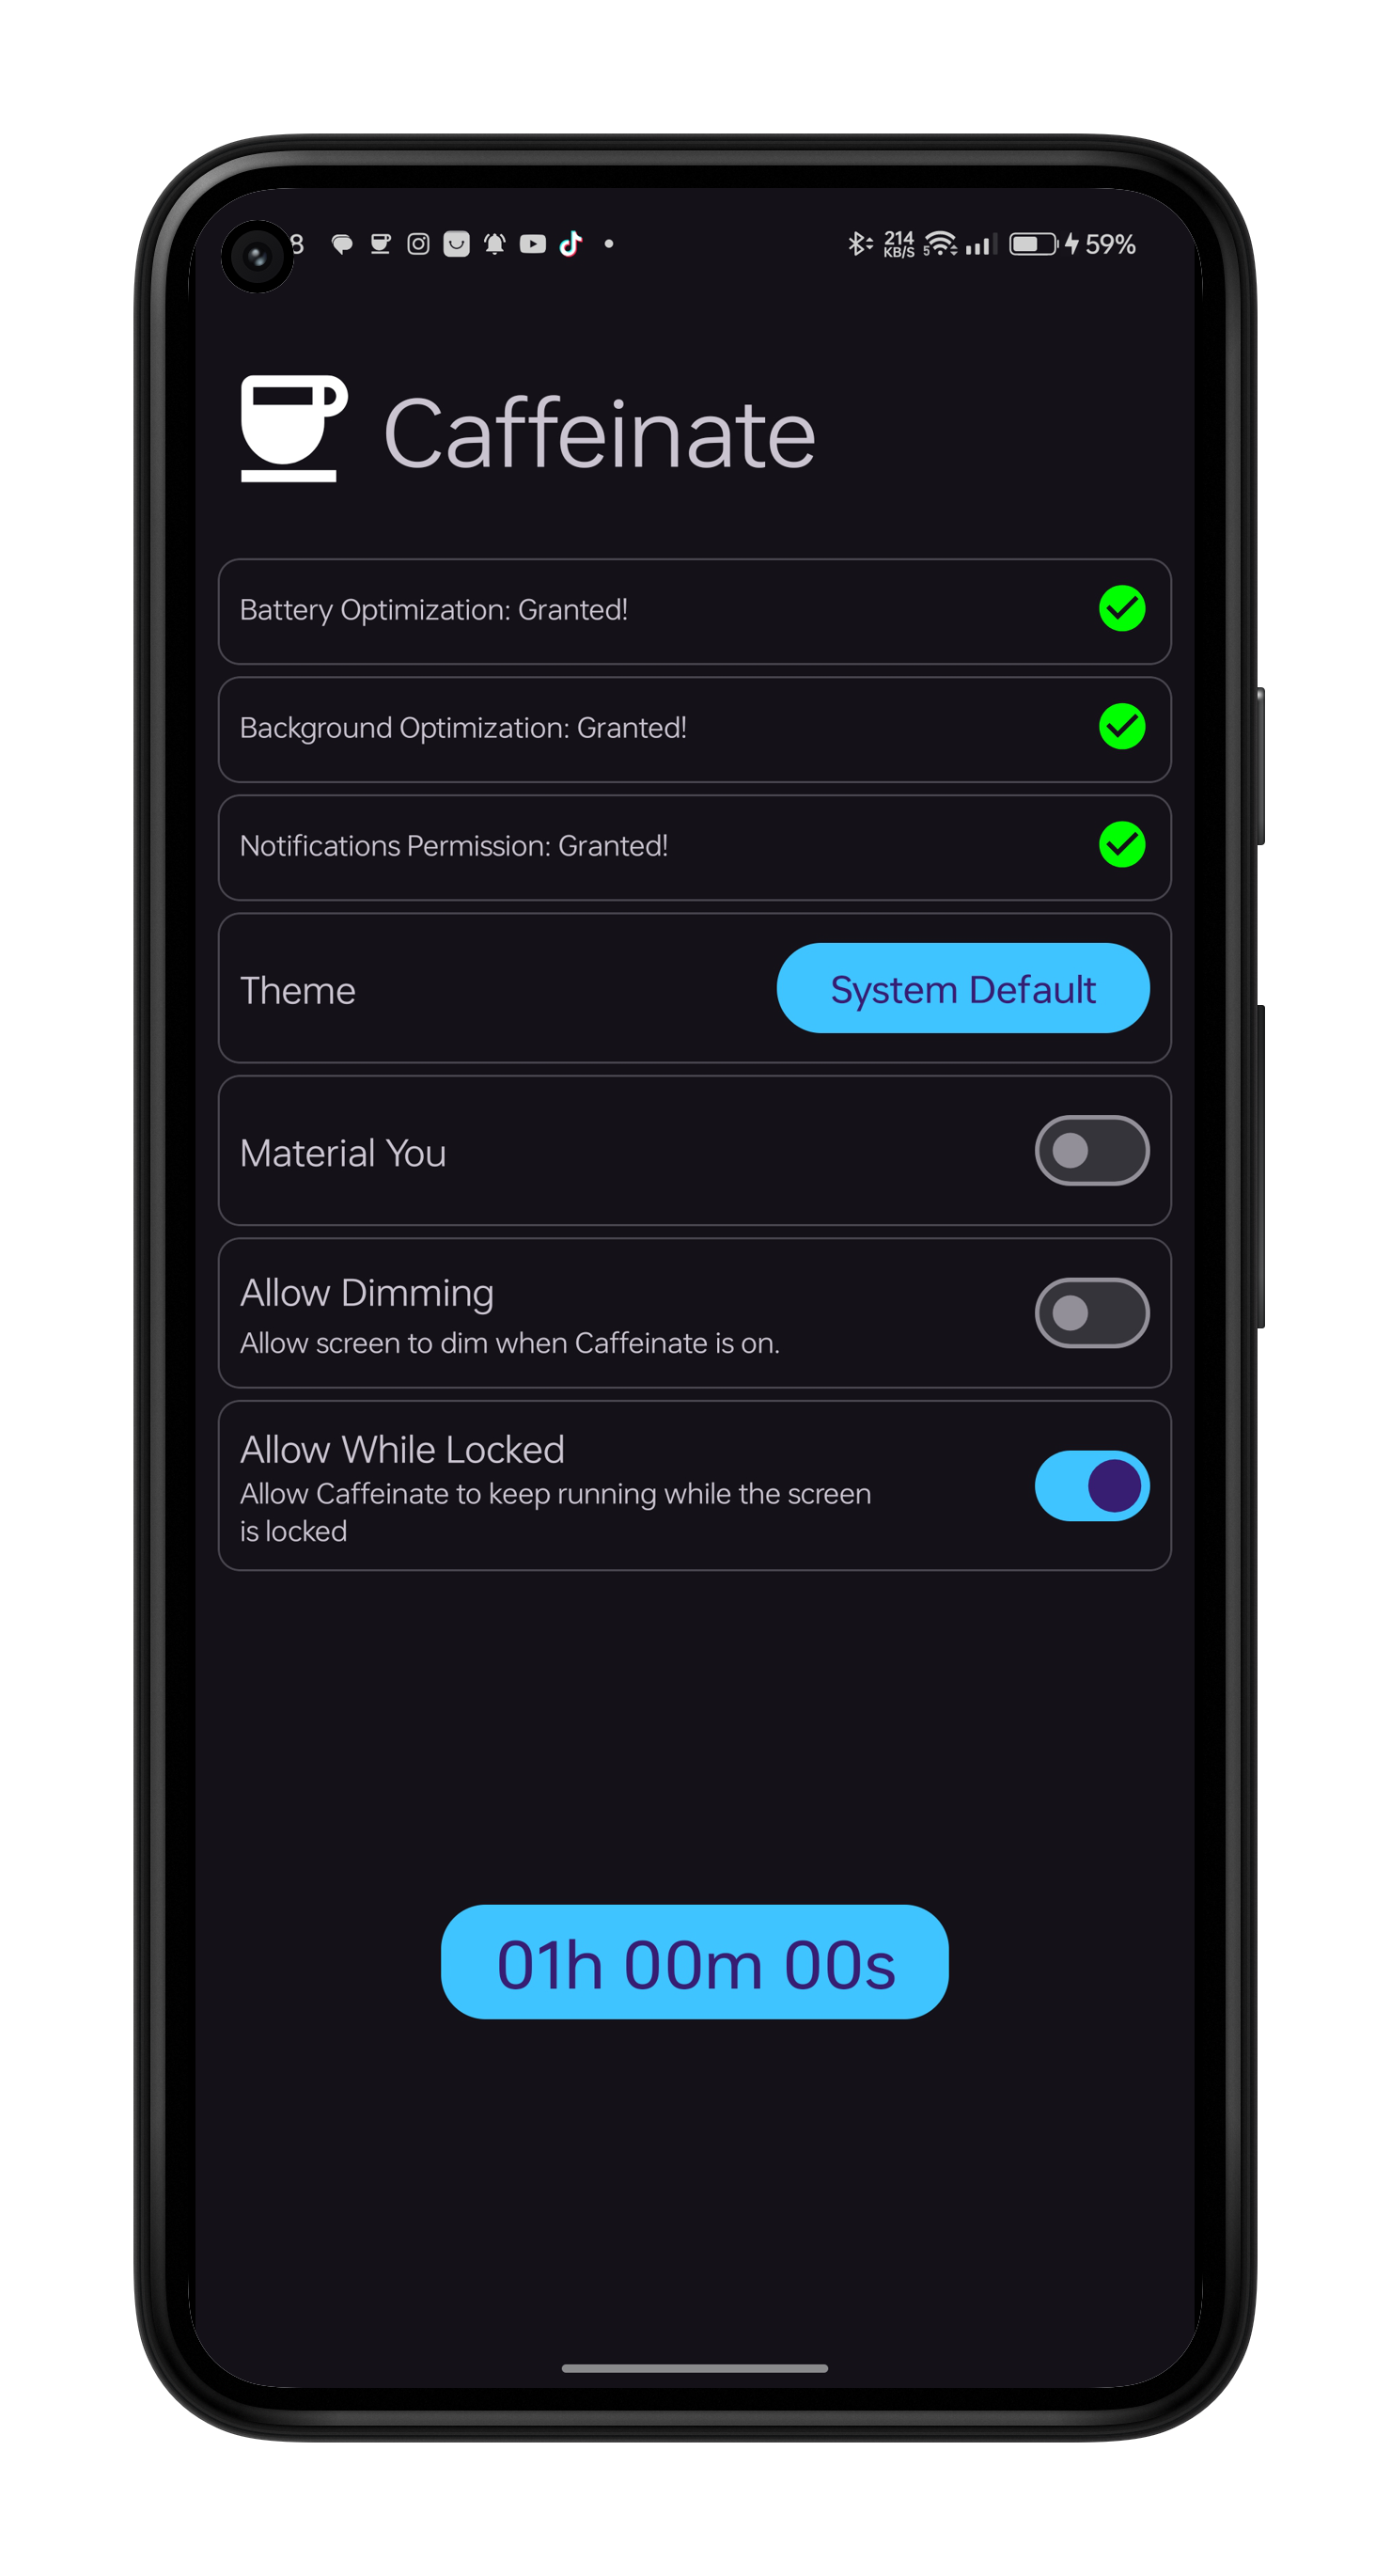 8
214
KB/S
5
59%
Caffeinate
Battery Optimization: Granted!
Background Optimization: Granted!
Notifications Permission: Granted!
Theme
System Default
Material You
Allow Dimming
Allow screen to dim when Caffeinate is on.
Allow While Locked
Allow Caffeinate to keep running while the screen
is locked
01h 00m 00s